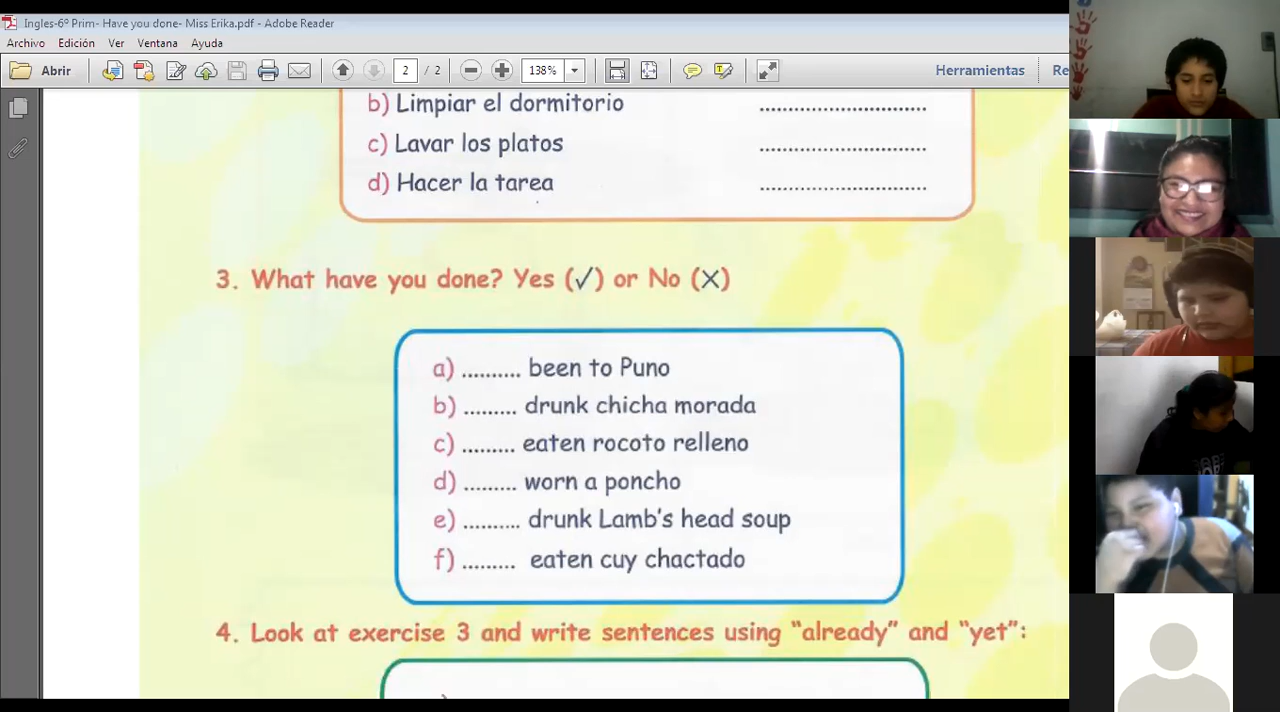 Ingles-6º Prim- Have you done- Miss Erika.pdf - Adobe Reader
Archivo Edición Ver Ventana Ayuda
Abrir 2 / 2 138% Herramientas Re
b) Limpiar el dormitorio ..............................
c) Lavar los platos ..............................
d) Hacer la tarea ..............................
3. What have you done? Yes (✓) or No (X)
a) .......... been to Puno
b) ......... drunk chicha morada
c) ......... eaten rocoto relleno
d) ......... worn a poncho
e) .......... drunk Lamb's head soup
f) ......... eaten cuy chactado
4. Look at exercise 3 and write sentences using “already” and “yet”: